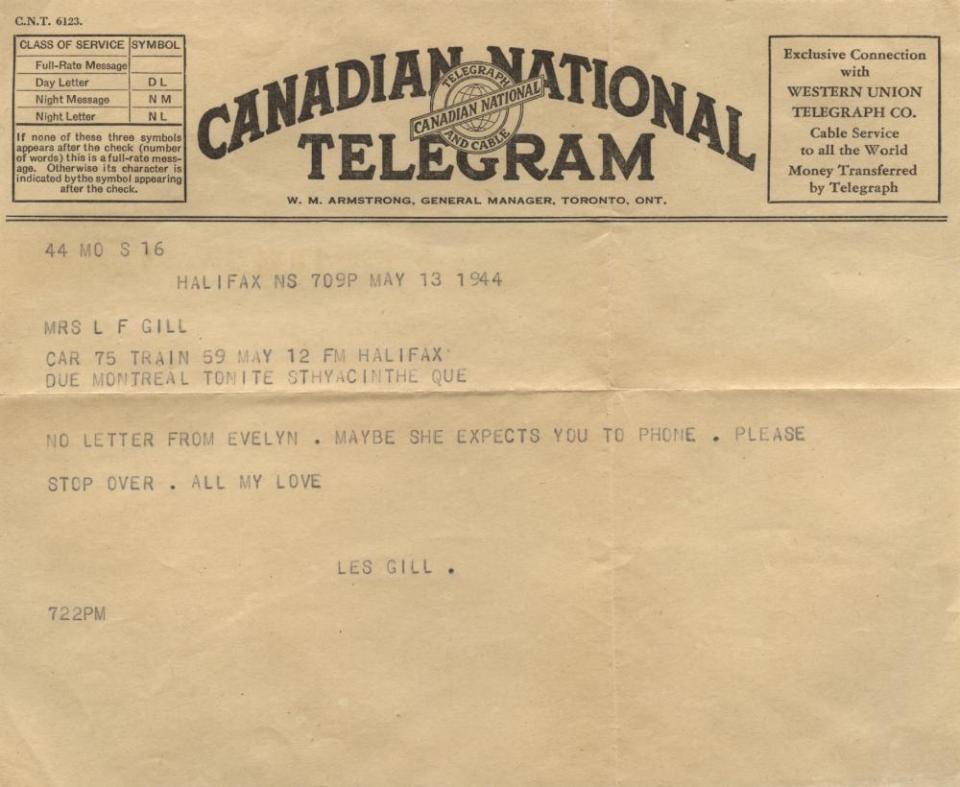 C.N.T. 6123.
CLASS OF SERVICE SYMBOL
Full-Rate Message
Day Letter D L
Night Message N M
Night Letter N L
If none of these three symbols
appears after the check (number
of words) this is a full-rate mess-
age. Otherwise its character is
indicated bythe symbol appearing
after the check.
CANADIAN NATIONAL
TELEGRAPH
CANADIAN NATIONAL
AND CABLE
TELEGRAM
W. M. ARMSTRONG, GENERAL MANAGER, TORONTO, ONT.
Exclusive Connection
with
WESTERN UNION
TELEGRAPH CO.
Cable Service
to all the World
Money Transferred
by Telegraph
44 MO S 16
HALIFAX NS 709P MAY 13 1944
MRS L F GILL
CAR 75 TRAIN 59 MAY 12 FM HALIFAX
DUE MONTREAL TONITE STHYACINTHE QUE
NO LETTER FROM EVELYN . MAYBE SHE EXPECTS YOU TO PHONE . PLEASE
STOP OVER . ALL MY LOVE
LES GILL .
722PM